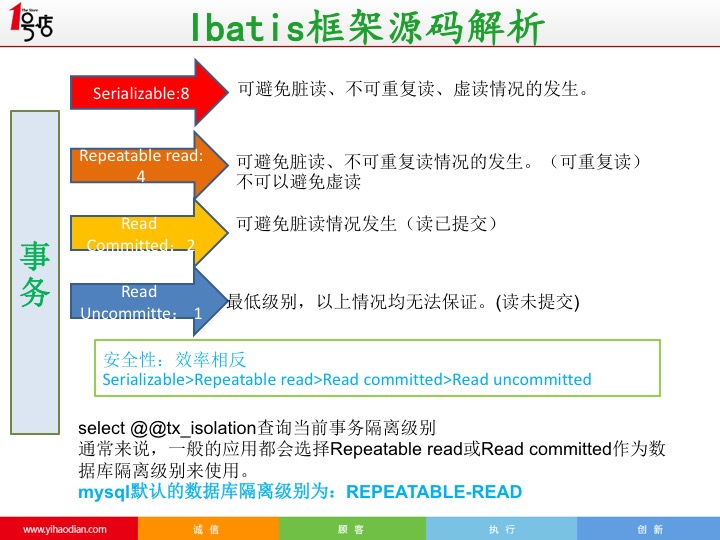 The Store
1号店
Ibatis框架源码解析
事务
Serializable:8
可避免脏读、不可重复读、虚读情况的发生。
Repeatable read:
4
可避免脏读、不可重复读情况的发生。（可重复读）
不可以避免虚读
Read
Committed：2
可避免脏读情况发生（读已提交）
Read
Uncommitte：1
最低级别，以上情况均无法保证。(读未提交)
安全性：效率相反
Serializable>Repeatable read>Read committed>Read uncommitted
select @@tx_isolation查询当前事务隔离级别
通常来说，一般的应用都会选择Repeatable read或Read committed作为数
据库隔离级别来使用。
mysql默认的数据库隔离级别为：REPEATABLE-READ
www.yihaodian.com
诚 信
顾 客
执 行
创 新